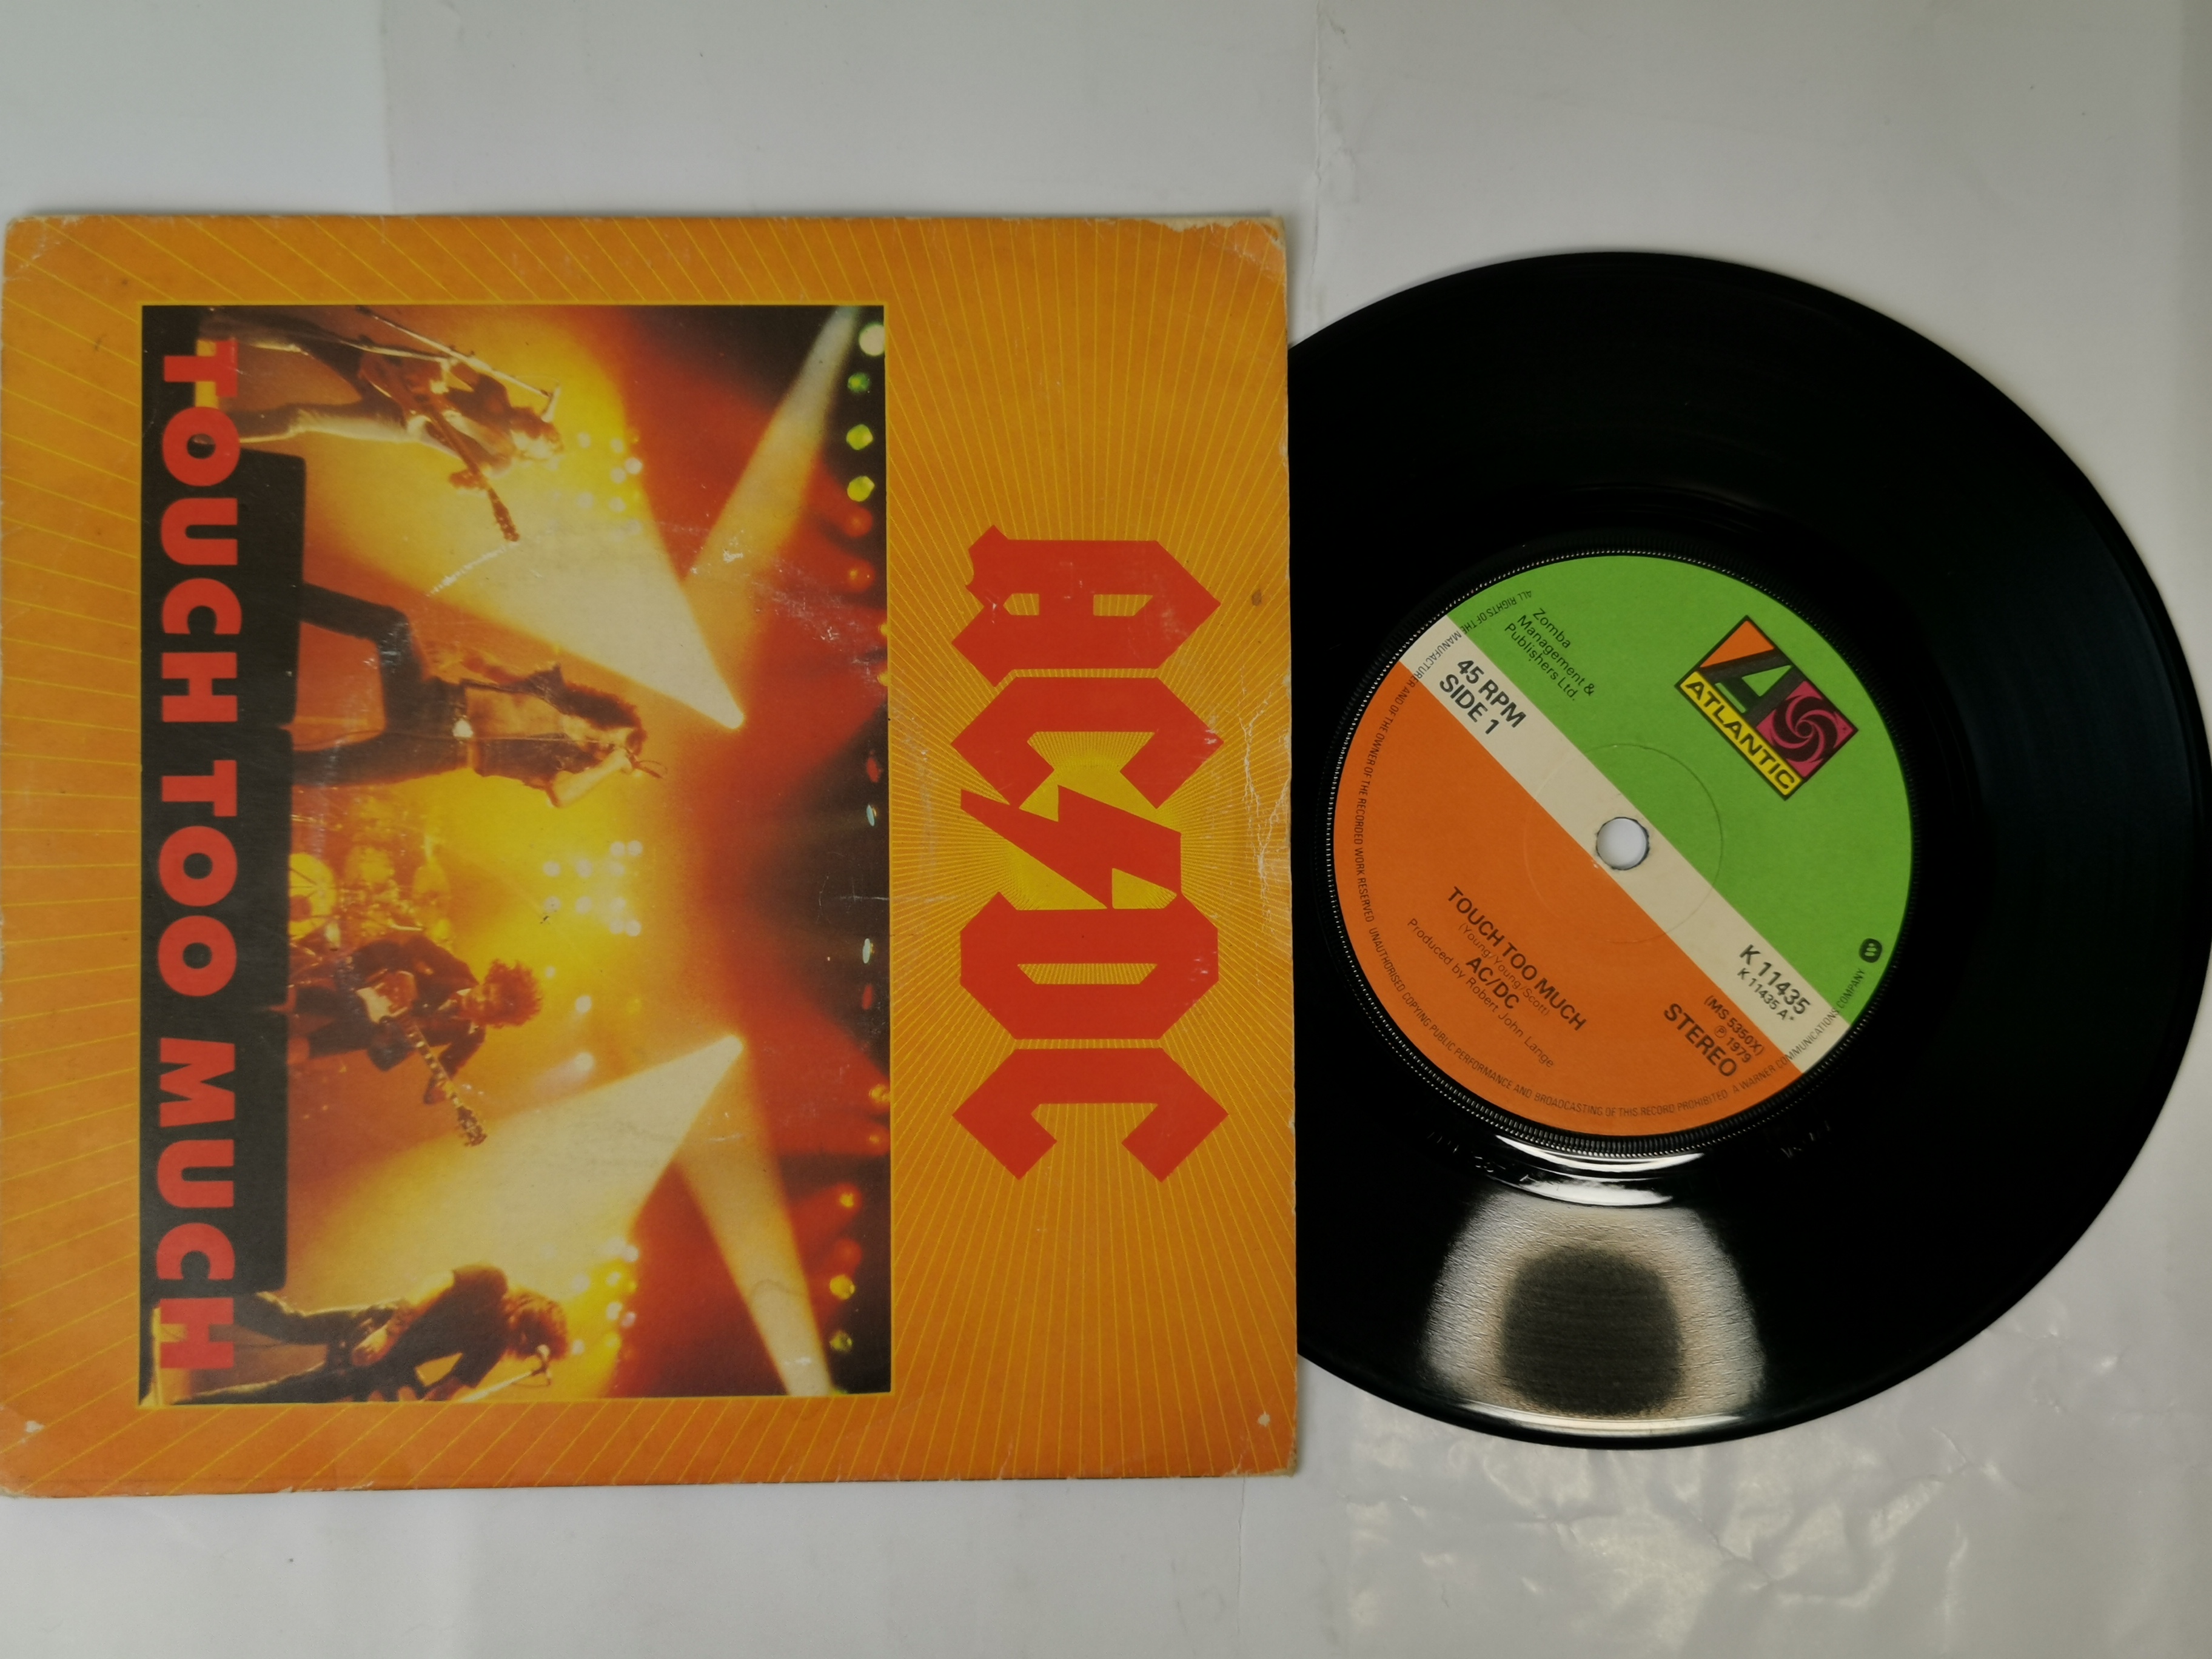 AC⚡DC
TOUCH TOO MUCH
ATLANTIC
Zomba
Management &
Publishers Ltd.
45 RPM
SIDE 1
K 11435
K 11435 A*
(MS 5350X)
℗ 1979
STEREO
TOUCH TOO MUCH
(Young/Young/Scott)
AC/DC
Produced by Robert John Lange
ALL RIGHTS OF THE MANUFACTURER AND OF THE OWNER OF THE RECORDED WORK RESERVED UNAUTHORISED COPYING PUBLIC PERFORMANCE AND BROADCASTING OF THIS RECORD PROHIBITED · A WARNER COMMUNICATIONS COMPANY